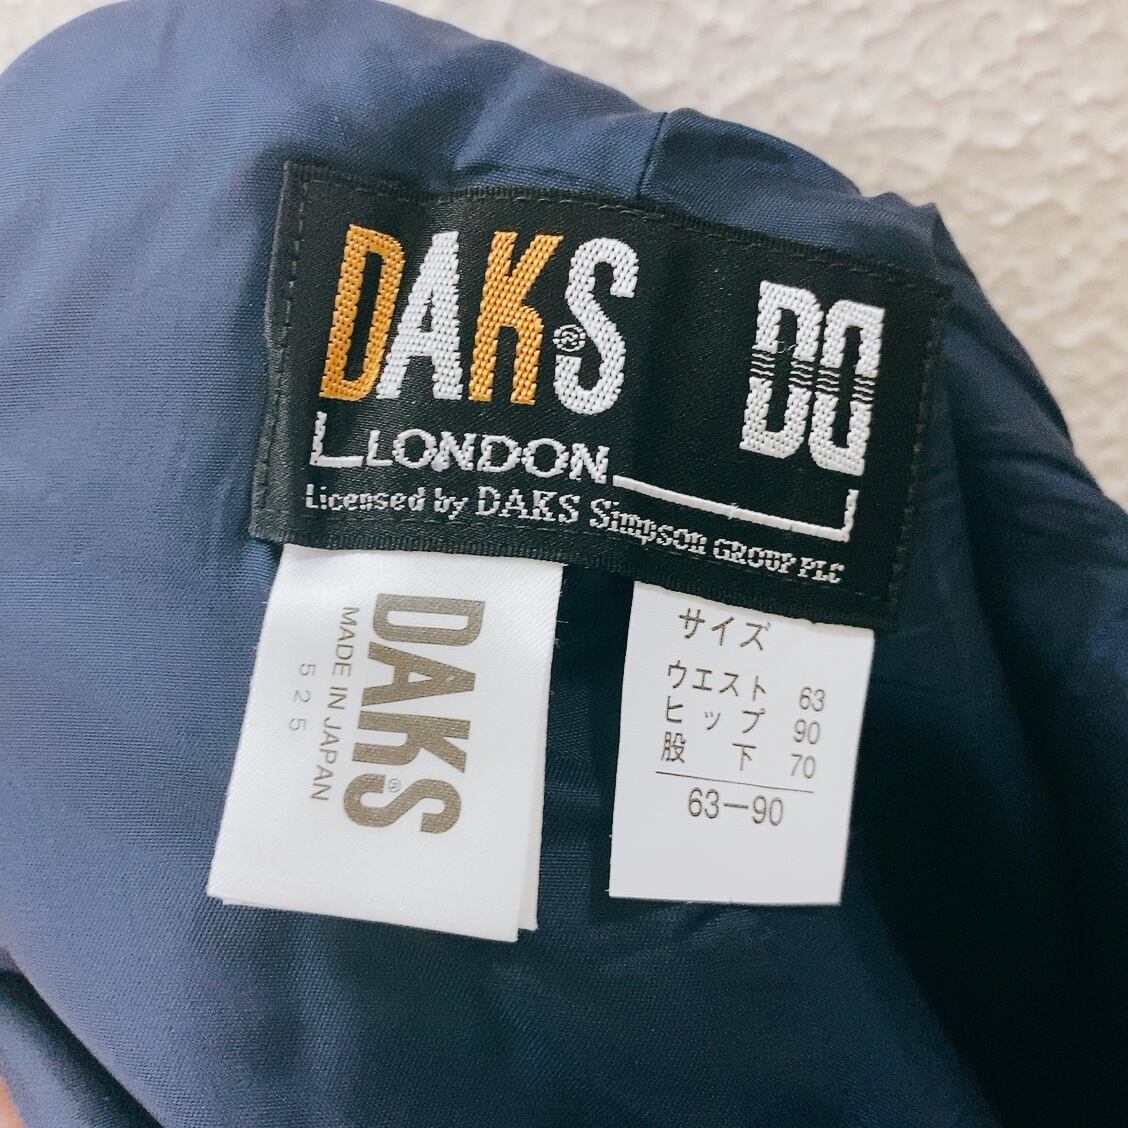 DAKS
DD
LONDON
Licensed by DAKS Simpson GROUP PLC
DAKS
MADE IN JAPAN
525
サイズ
ウエスト 63
ヒップ 90
股下 70
63-90